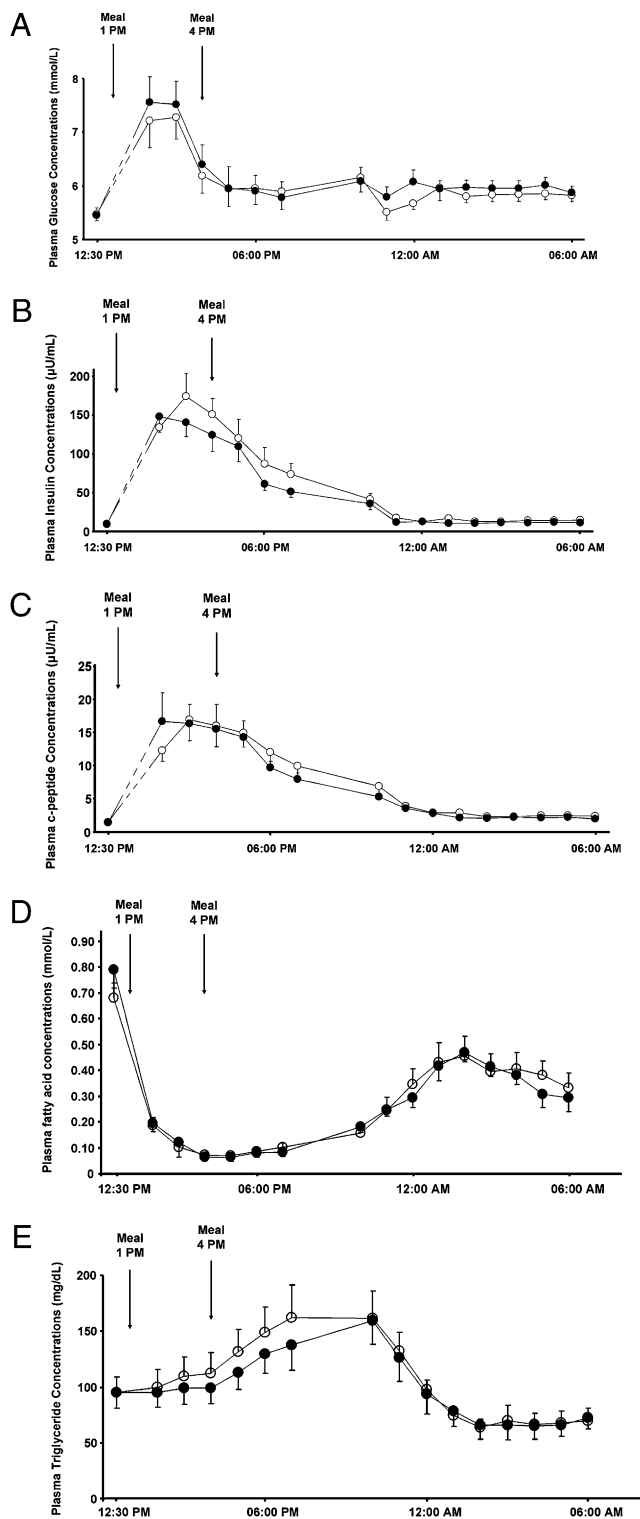 A
Meal
1 PM
Meal
4 PM
Plasma Glucose Concentrations (mmol/L)
8
7
6
5
12:30 PM 06:00 PM 12:00 AM 06:00 AM
B
Meal
1 PM
Meal
4 PM
Plasma Insulin Concentrations (µU/mL)
200
150
100
50
0
12:30 PM 06:00 PM 12:00 AM 06:00 AM
C
Meal
1 PM
Meal
4 PM
Plasma c-peptide Concentrations (µU/mL)
25
20
15
10
5
0
12:30 PM 06:00 PM 12:00 AM 06:00 AM
D
Meal
1 PM
Meal
4 PM
Plasma fatty acid concentrations (mmol/L)
0.90
0.80
0.70
0.60
0.50
0.40
0.30
0.20
0.10
0
12:30 PM 06:00 PM 12:00 AM 06:00 AM
E
Meal
1 PM
Meal
4 PM
Plasma Triglyceride Concentrations (mg/dL)
200
150
100
50
0
12:30 PM 06:00 PM 12:00 AM 06:00 AM